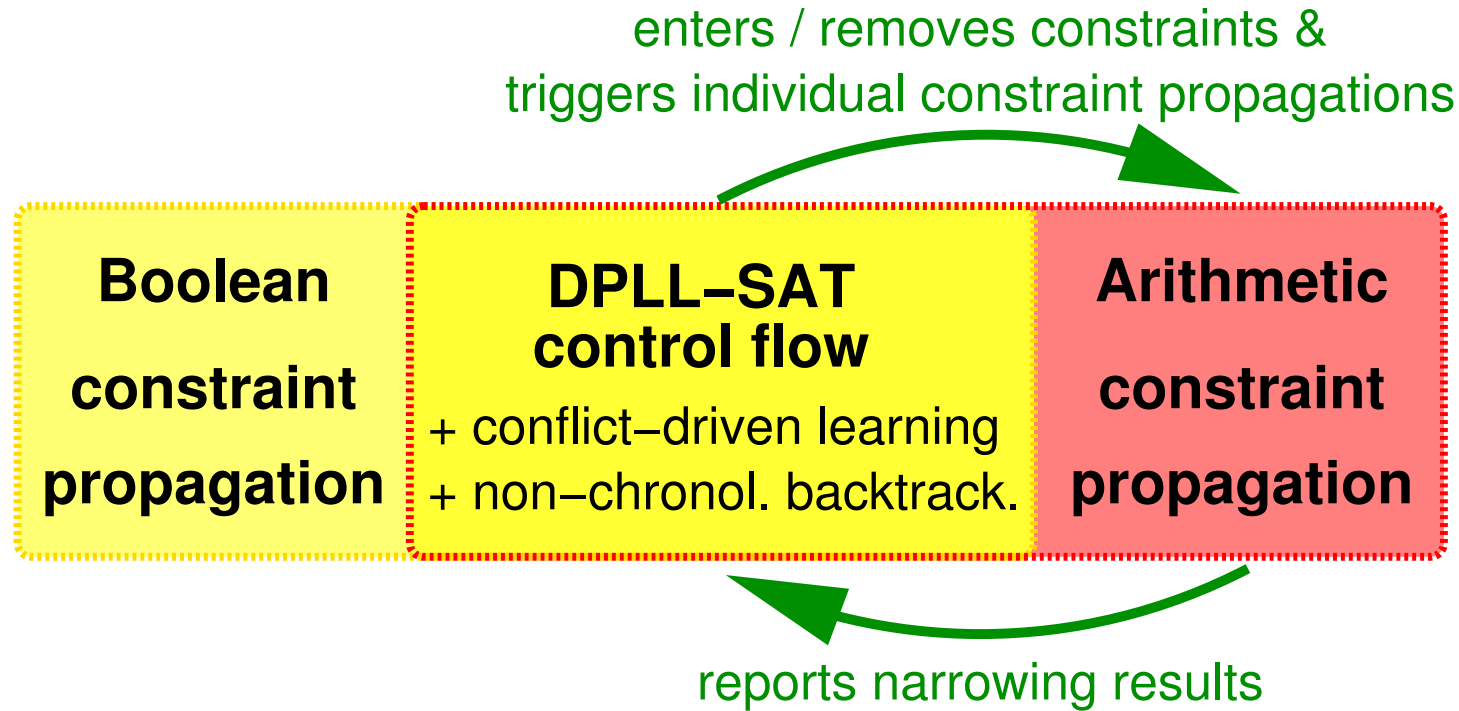 enters / removes constraints &
triggers individual constraint propagations
Boolean
constraint
propagation
DPLL−SAT
control flow
+ conflict−driven learning
+ non−chronol. backtrack.
Arithmetic
constraint
propagation
reports narrowing results